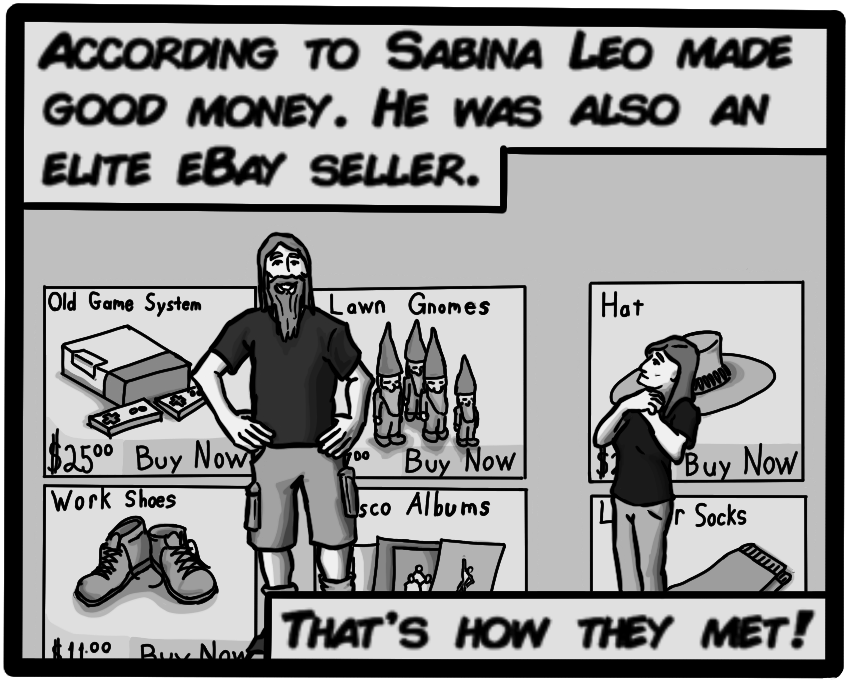 According to Sabina Leo made
good money. He was also an
elite eBay seller.
Old Game System
$25.00 Buy Now
Lawn Gnomes
Buy Now
Hat
Buy Now
Work Shoes
$11.00 Buy Now
Albums
Socks
That's how they met!